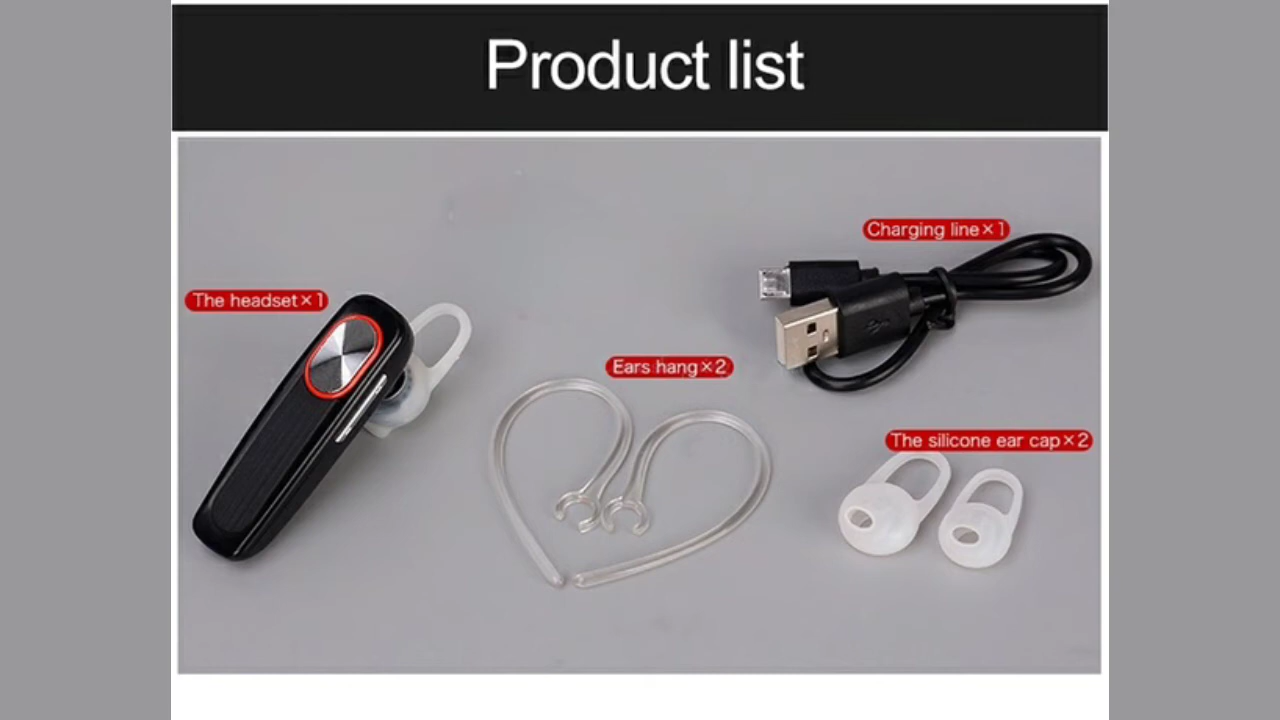 Product list
Charging line×1
The headset×1
Ears hang×2
The silicone ear cap×2